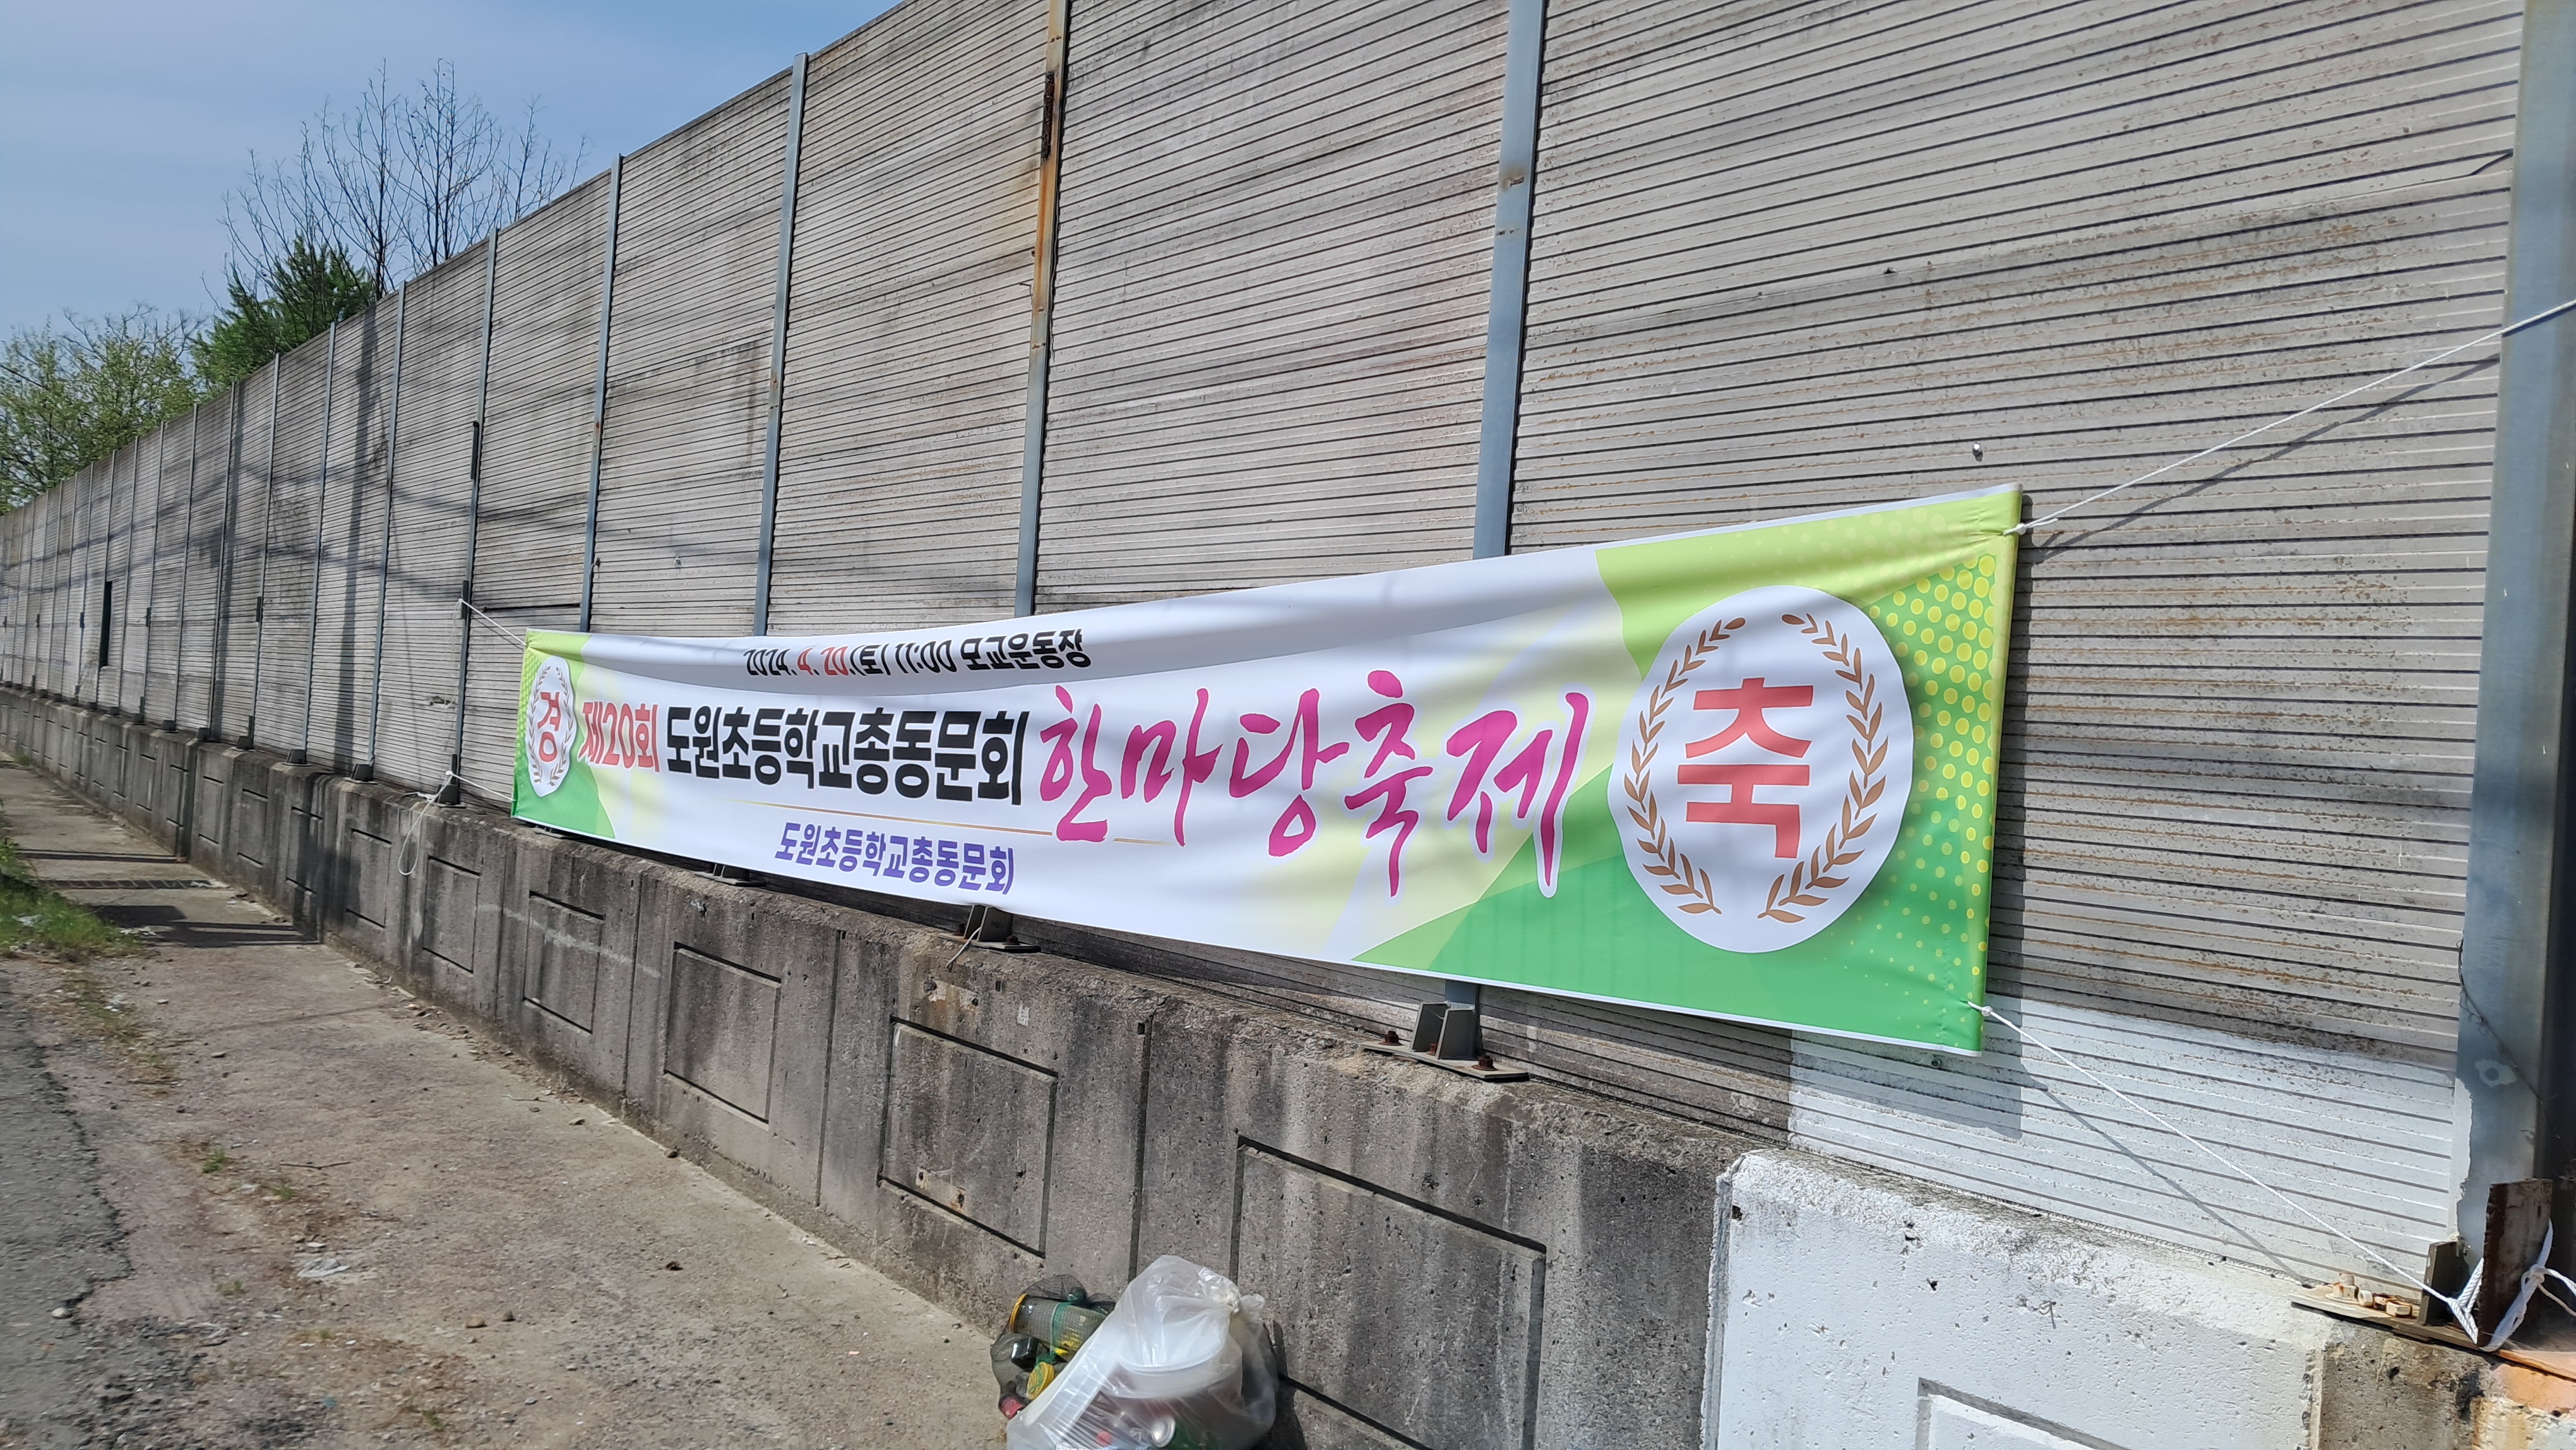 2024. 4. 20.(토) 11:00 모교운동장
경 제20회 도원초등학교총동문회 한마당축제 축
도원초등학교총동문회